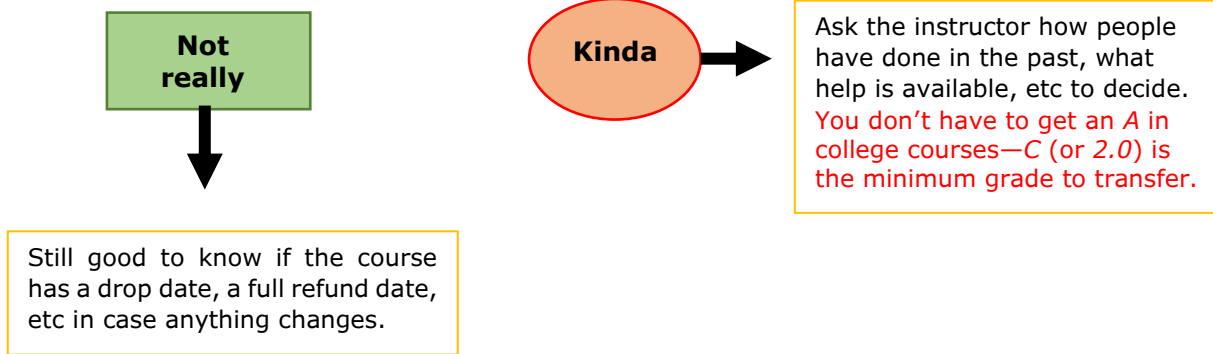 Not
really
Kinda
Ask the instructor how people
have done in the past, what
help is available, etc to decide.
You don’t have to get an A in
college courses—C (or 2.0) is
the minimum grade to transfer.
Still good to know if the course
has a drop date, a full refund date,
etc in case anything changes.